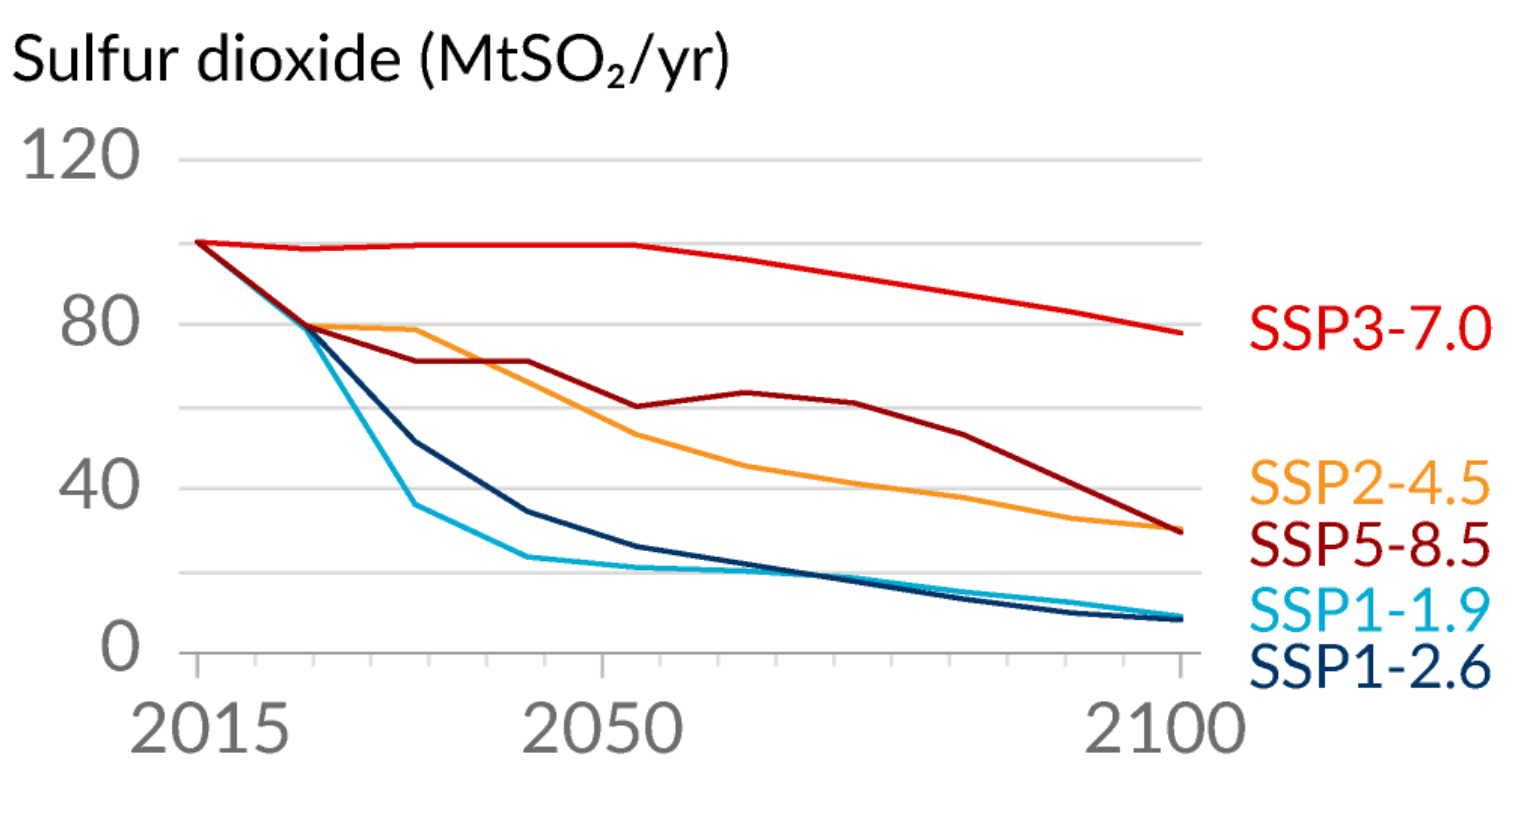 Sulfur dioxide (MtSO₂/yr)
120
80
SSP3-7.0
40
SSP2-4.5
SSP5-8.5
SSP1-1.9
0
SSP1-2.6
2015 2050 2100